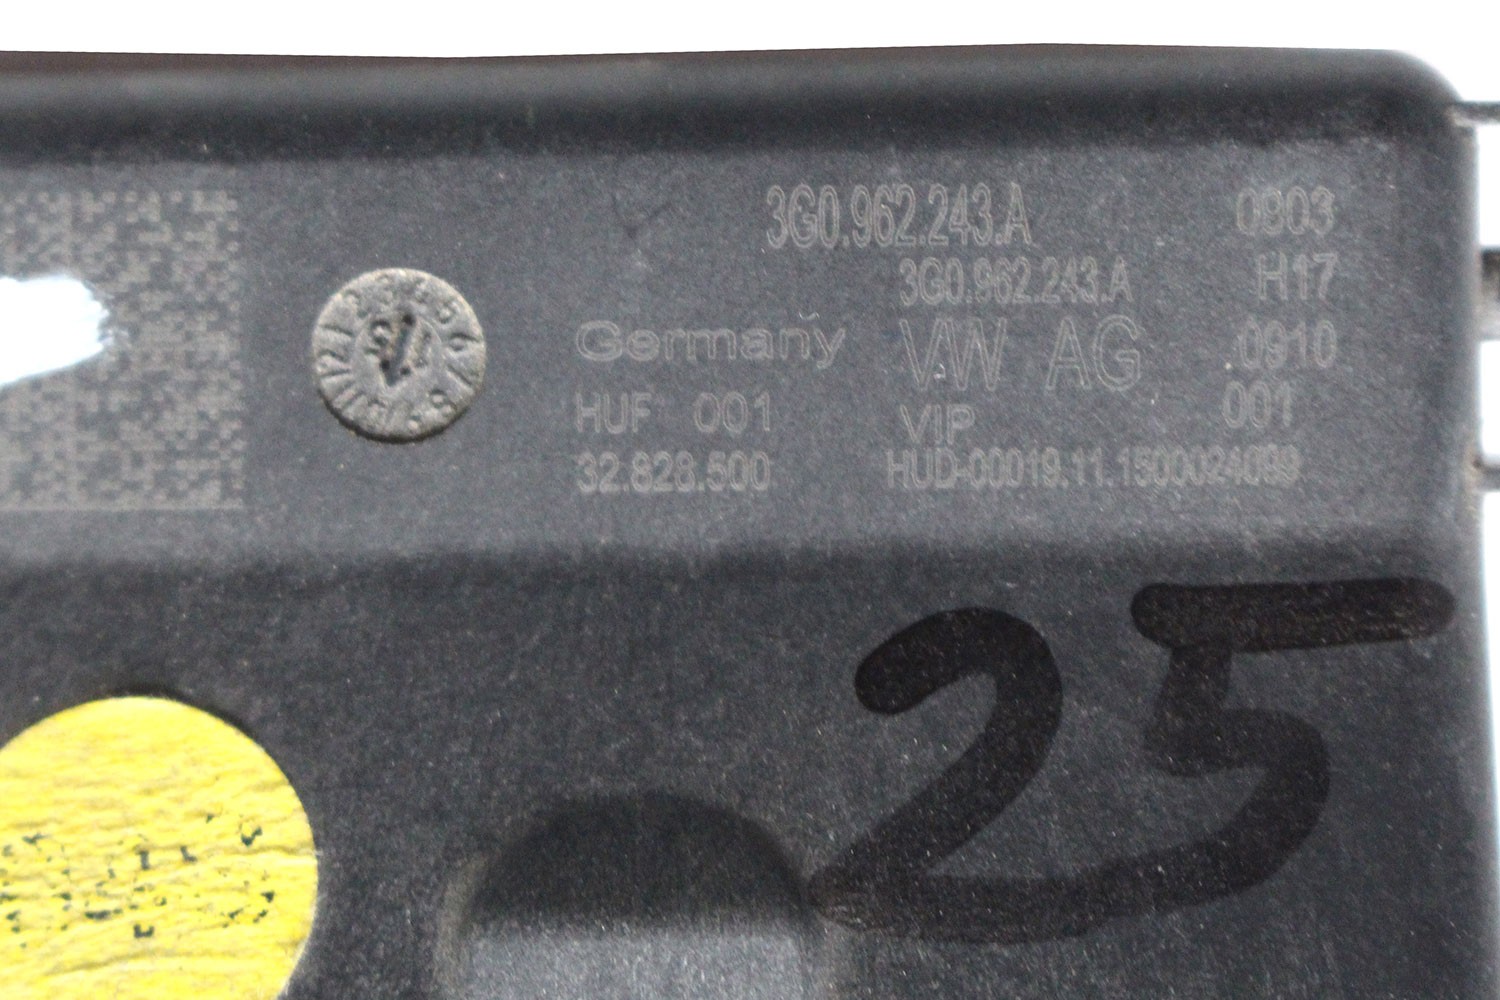 3G0.962.243.A 0903
3G0.962.243.A H17
Germany VW AG 0910
HUF 001 VIP 001
32.828.500 HUD-00019.11.1500024099
25